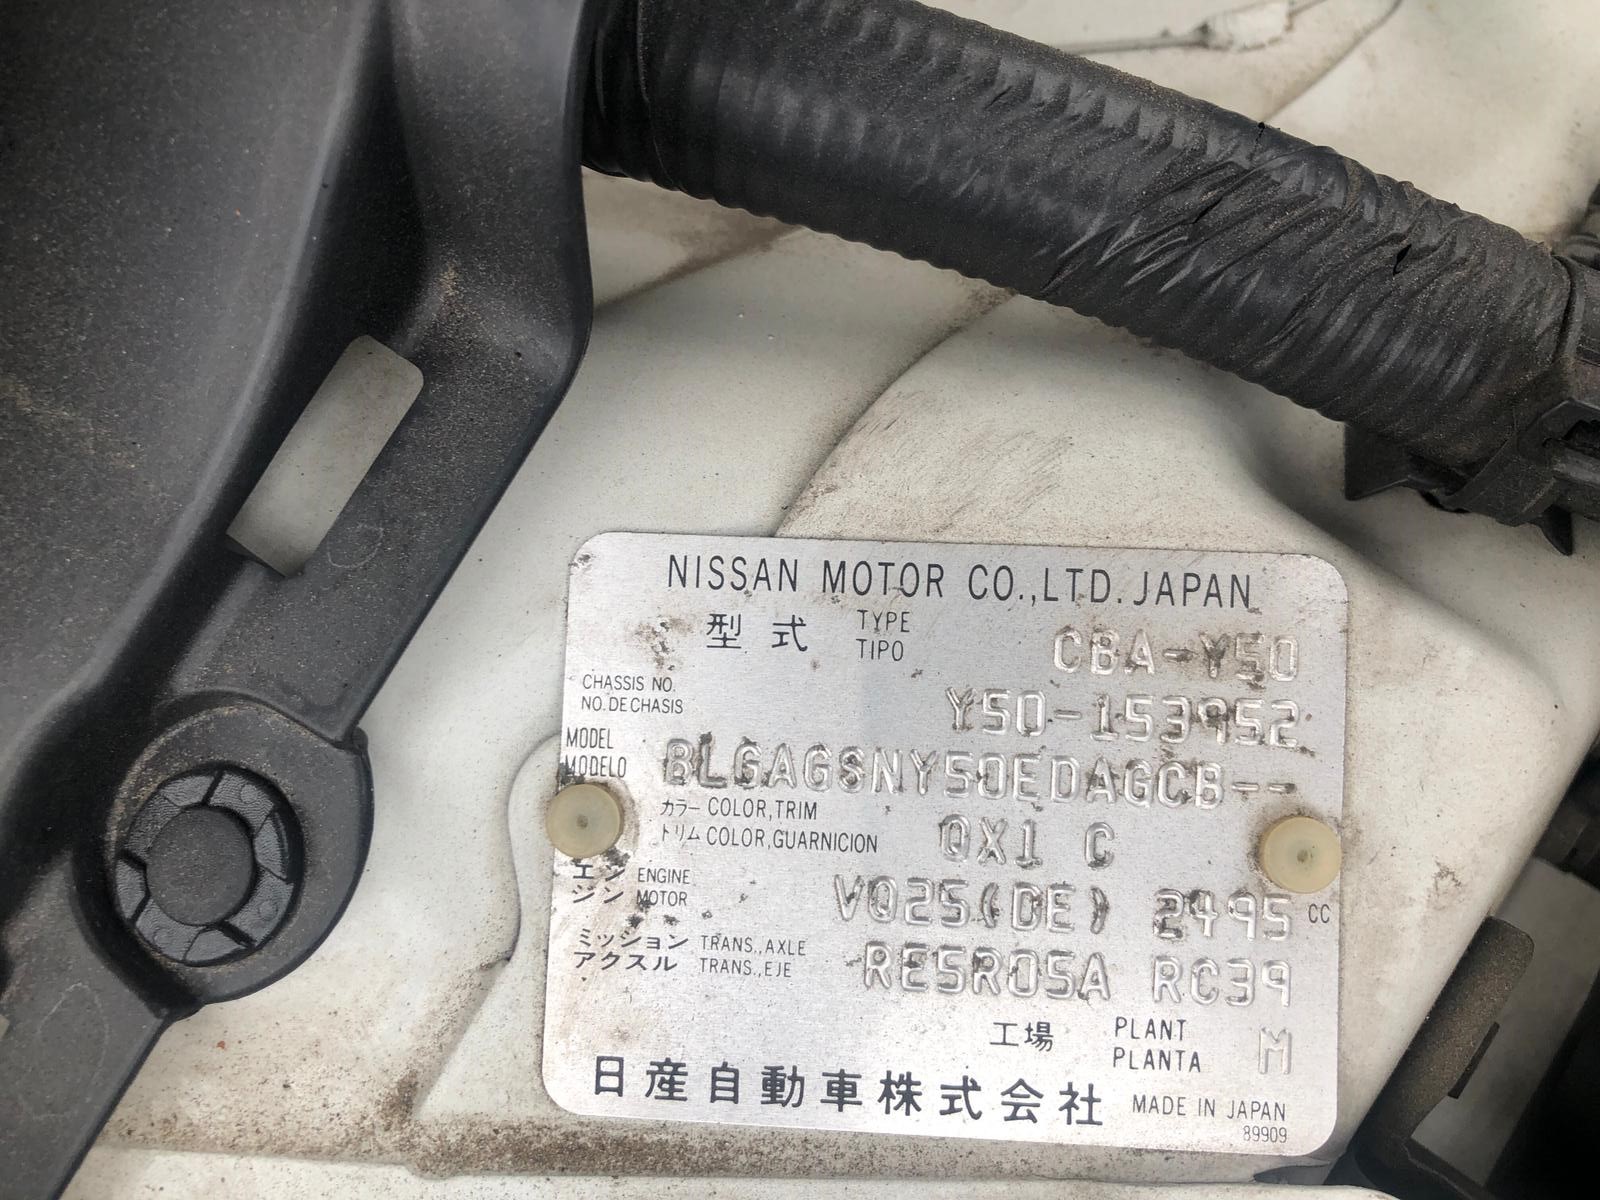 NISSAN MOTOR CO.,LTD. JAPAN
型式 TYPE TIPO CBA-Y50
CHASSIS NO. NO. DE CHASIS Y50-153952
MODEL MODELO BLGAGSNY50EDAGCB--
カラー COLOR,TRIM
トリム COLOR,GUARNICION QX1 C
エン ENGINE
ジン MOTOR VQ25(DE) 2495 CC
ミッション TRANS.,AXLE
アクスル TRANS.,EJE RE5R05A RC39
工場 PLANT PLANTA M
日産自動車株式会社 MADE IN JAPAN
89909